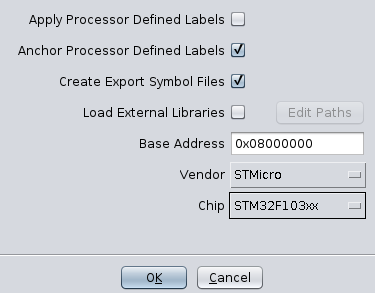 Apply Processor Defined Labels
Anchor Processor Defined Labels
Create Export Symbol Files
Load External Libraries Edit Paths
Base Address 0x08000000
Vendor STMicro
Chip STM32F103xx
OK Cancel